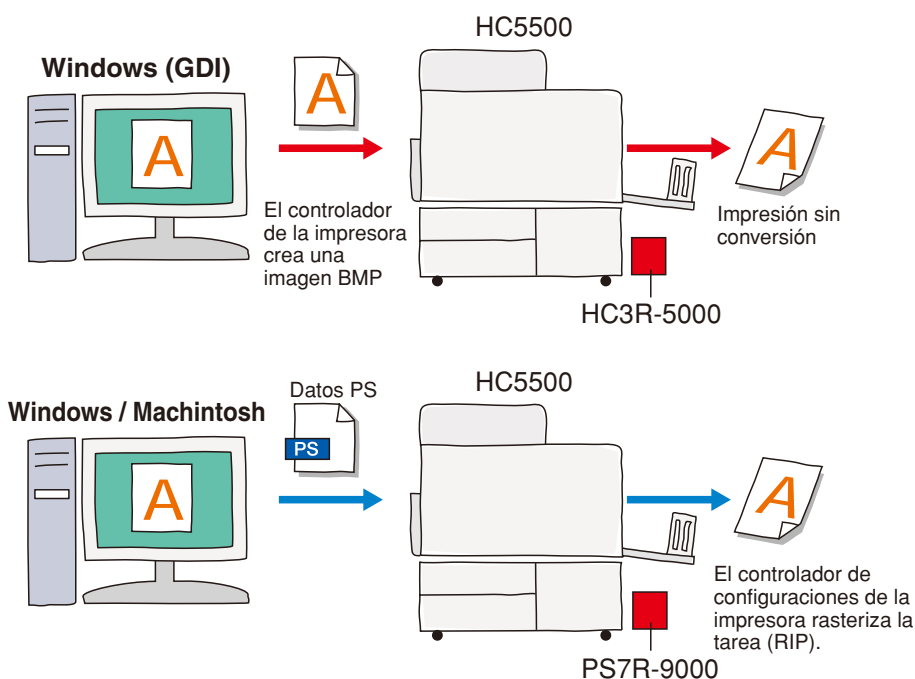 HC5500
Windows (GDI)
A
A
A
El controlador
de la impresora
crea una
imagen BMP
Impresión sin
conversión
HC3R-5000
HC5500
Datos PS
Windows / Machintosh
PS
A
A
El controlador de
configuraciones de la
impresora rasteriza la
tarea (RIP).
PS7R-9000